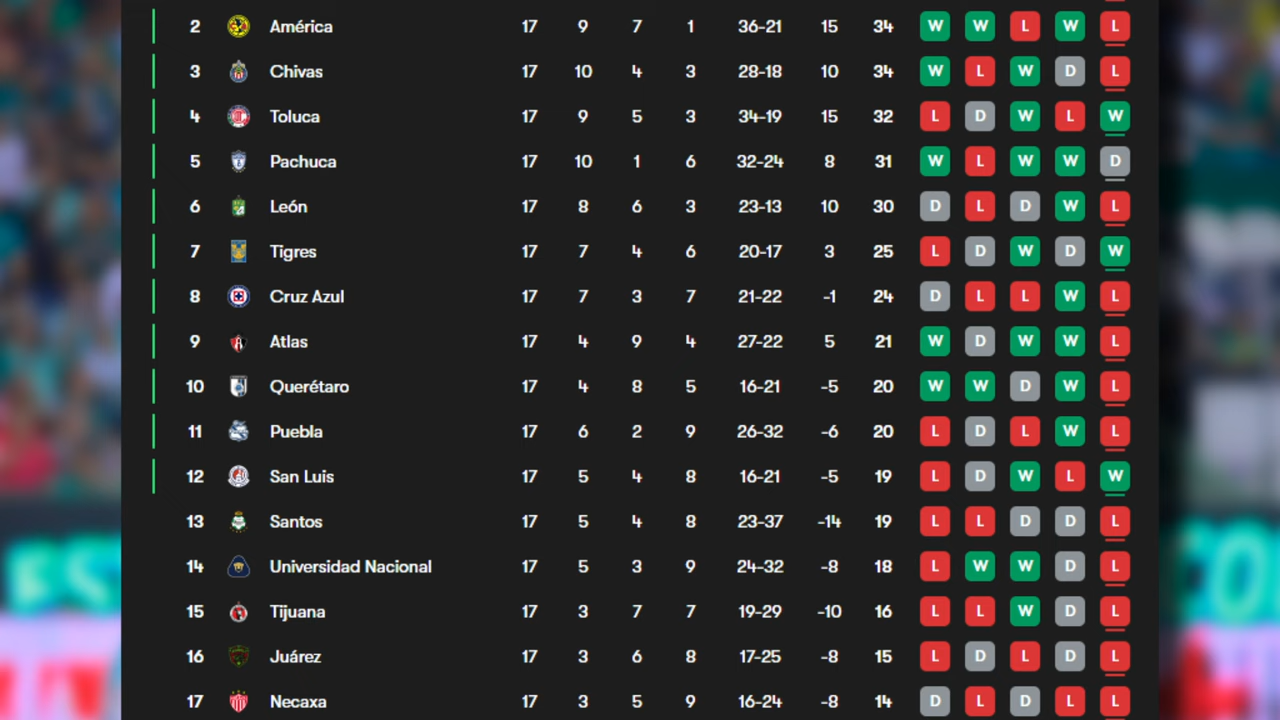 2 América 17 9 7 1 36-21 15 34 W W L W L
3 Chivas 17 10 4 3 28-18 10 34 W L W D L
4 Toluca 17 9 5 3 34-19 15 32 L D W L W
5 Pachuca 17 10 1 6 32-24 8 31 W L W W D
6 León 17 8 6 3 23-13 10 30 D L D W L
7 Tigres 17 7 4 6 20-17 3 25 L D W D W
8 Cruz Azul 17 7 3 7 21-22 -1 24 D L L W L
9 Atlas 17 4 9 4 27-22 5 21 W D W W L
10 Querétaro 17 4 8 5 16-21 -5 20 W W D W L
11 Puebla 17 6 2 9 26-32 -6 20 L D L W L
12 San Luis 17 5 4 8 16-21 -5 19 L D W L W
13 Santos 17 5 4 8 23-37 -14 19 L L D D L
14 Universidad Nacional 17 5 3 9 24-32 -8 18 L W W D L
15 Tijuana 17 3 7 7 19-29 -10 16 L L W D L
16 Juárez 17 3 6 8 17-25 -8 15 L D L D L
17 Necaxa 17 3 5 9 16-24 -8 14 D L D L L